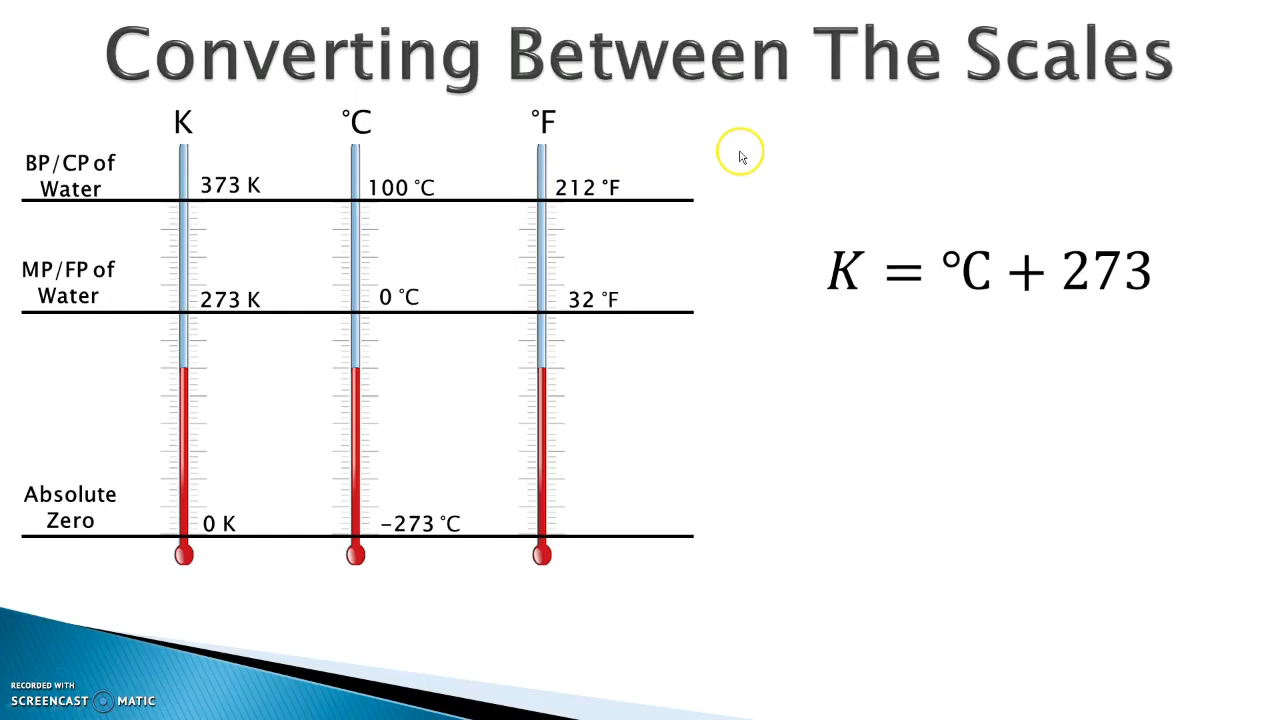 Converting Between The Scales
K
°C
°F
BP/CP of
Water
373 K
100 °C
212 °F
MP/FP of
Water
273 K
0 °C
32 °F
K = °C + 273
Absolute
Zero
0 K
−273 °C
RECORDED WITH
SCREENCAST MATIC